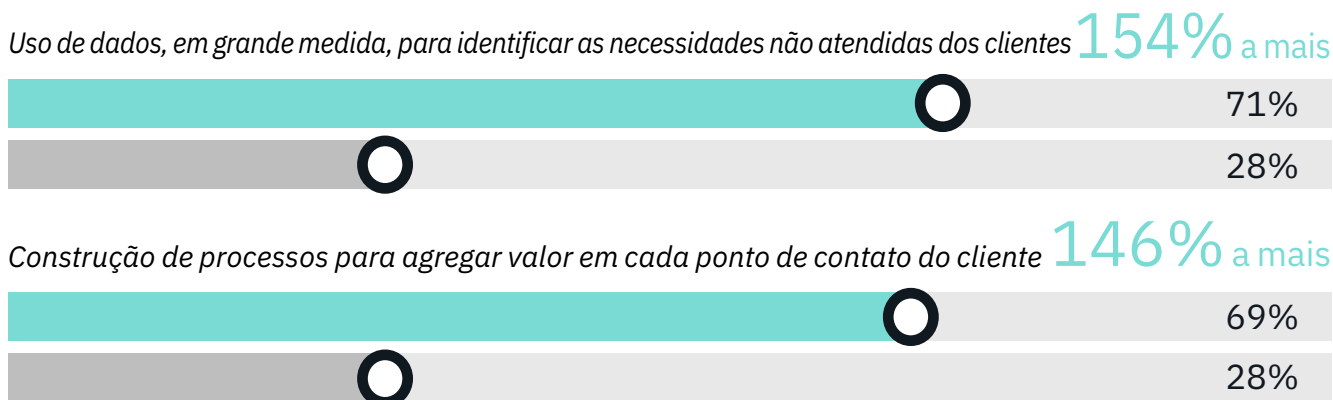 Uso de dados, em grande medida, para identificar as necessidades não atendidas dos clientes 154% a mais
71%
28%
Construção de processos para agregar valor em cada ponto de contato do cliente 146% a mais
69%
28%